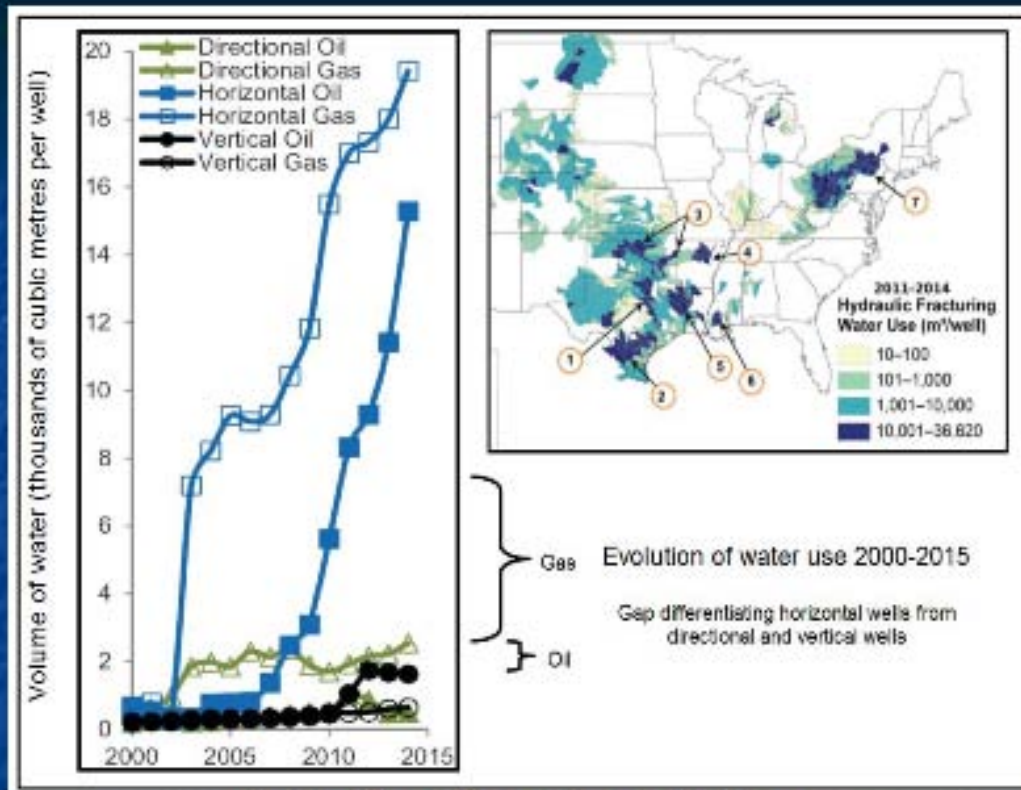 Volume of water (thousands of cubic metres per well)
20
18
16
14
12
10
8
6
4
2
0
2000
2005
2010
2015
Directional Oil
Directional Gas
Horizontal Oil
Horizontal Gas
Vertical Oil
Vertical Gas
3
7
4
1
2
5
6
2011-2014
Hydraulic Fracturing
Water Use (m³/well)
10–100
101–1,000
1,001–10,000
10,001–36,620
Gas
Oil
Evolution of water use 2000-2015
Gap differentiating horizontal wells from
directional and vertical wells